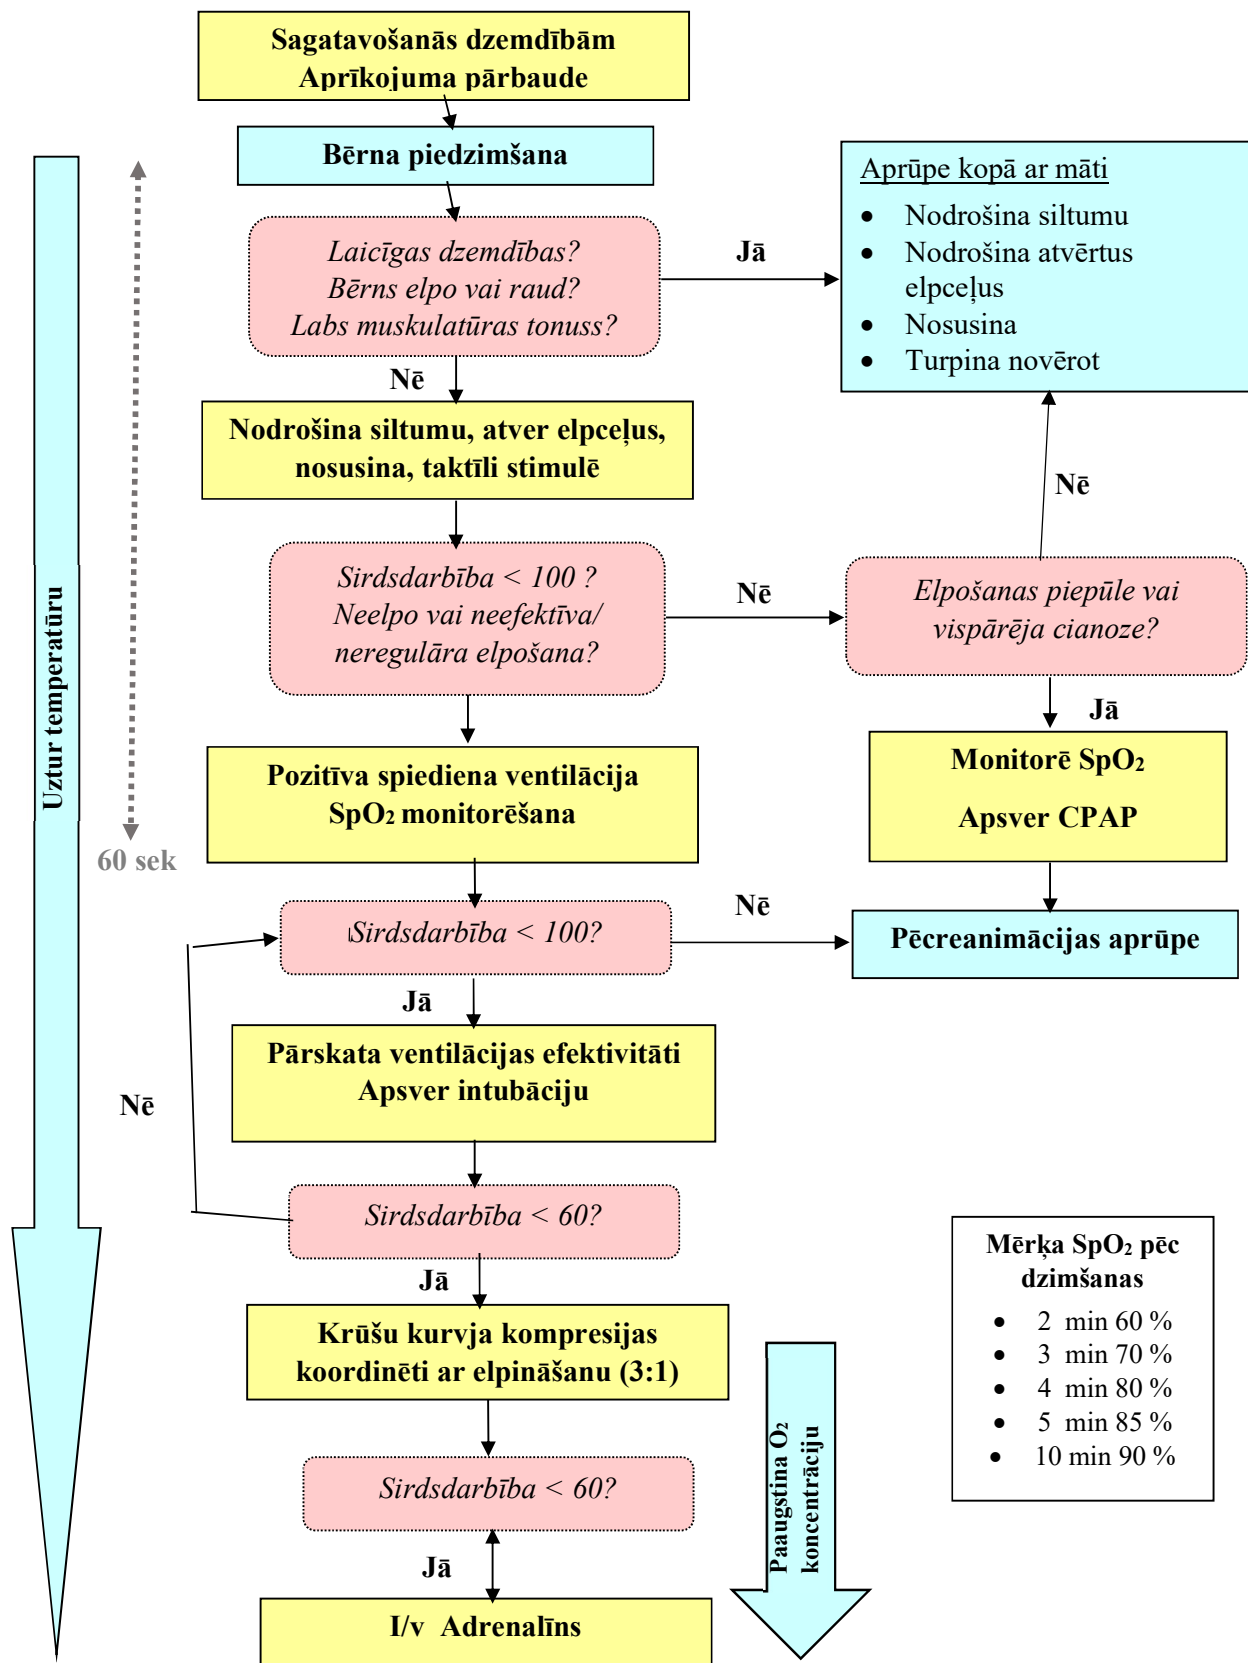 Sagatavošanās dzemdībām
Aprīkojuma pārbaude
Bērna piedzimšana
Laicīgas dzemdības?
Bērns elpo vai raud?
Labs muskulatūras tonuss?
Jā
Aprūpe kopā ar māti
• Nodrošina siltumu
• Nodrošina atvērtus
elpceļus
• Nosusina
• Turpina novērot
Nē
Nodrošina siltumu, atver elpceļus,
nosusina, taktīli stimulē
Nē
Sirdsdarbība < 100 ?
Neelpo vai neefektīva/
neregulāra elpošana?
Nē
Elpošanas piepūle vai
vispārēja cianoze?
Jā
Uztur temperatūru
60 sek
Pozitīva spiediena ventilācija
SpO₂ monitorēšana
Monitorē SpO₂
Apsver CPAP
Sirdsdarbība < 100?
Nē
Pēcreanimācijas aprūpe
Jā
Pārskata ventilācijas efektivitāti
Apsver intubāciju
Nē
Sirdsdarbība < 60?
Jā
Krūšu kurvja kompresijas
koordinēti ar elpināšanu (3:1)
Sirdsdarbība < 60?
Jā
I/v Adrenalīns
Paaugstina O₂
koncentrāciju
Mērķa SpO₂ pēc
dzimšanas
• 2 min 60 %
• 3 min 70 %
• 4 min 80 %
• 5 min 85 %
• 10 min 90 %